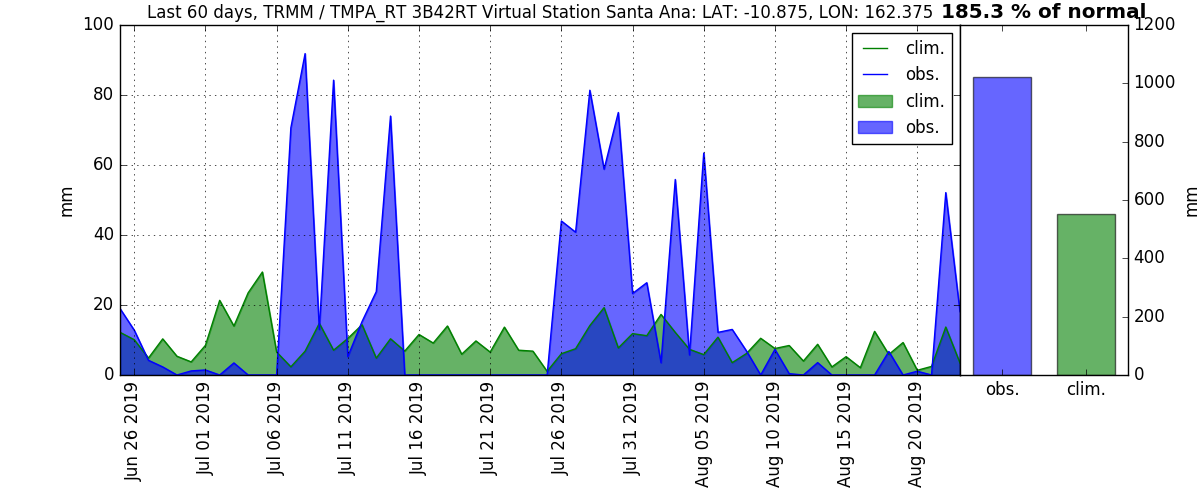 Last 60 days, TRMM / TMPA_RT 3B42RT Virtual Station Santa Ana: LAT: -10.875, LON: 162.375 185.3 % of normal
100
80
60
40
20
0
mm
clim.
obs.
clim.
obs.
1200
1000
800
600
400
200
0
mm
Jun 26 2019
Jul 01 2019
Jul 06 2019
Jul 11 2019
Jul 16 2019
Jul 21 2019
Jul 26 2019
Jul 31 2019
Aug 05 2019
Aug 10 2019
Aug 15 2019
Aug 20 2019
obs.
clim.